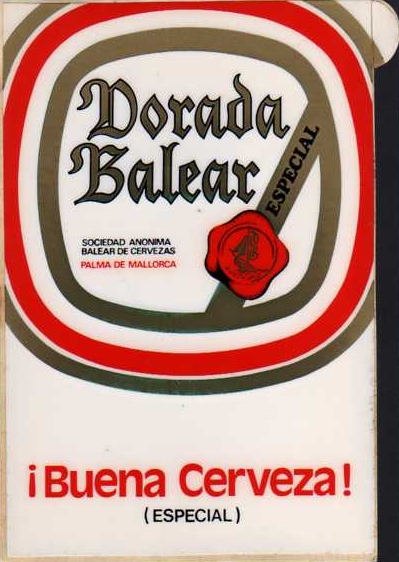 Dorada
Balear
ESPECIAL
SOCIEDAD ANONIMA
BALEAR DE CERVEZAS
PALMA DE MALLORCA
¡Buena Cerveza!
(ESPECIAL)